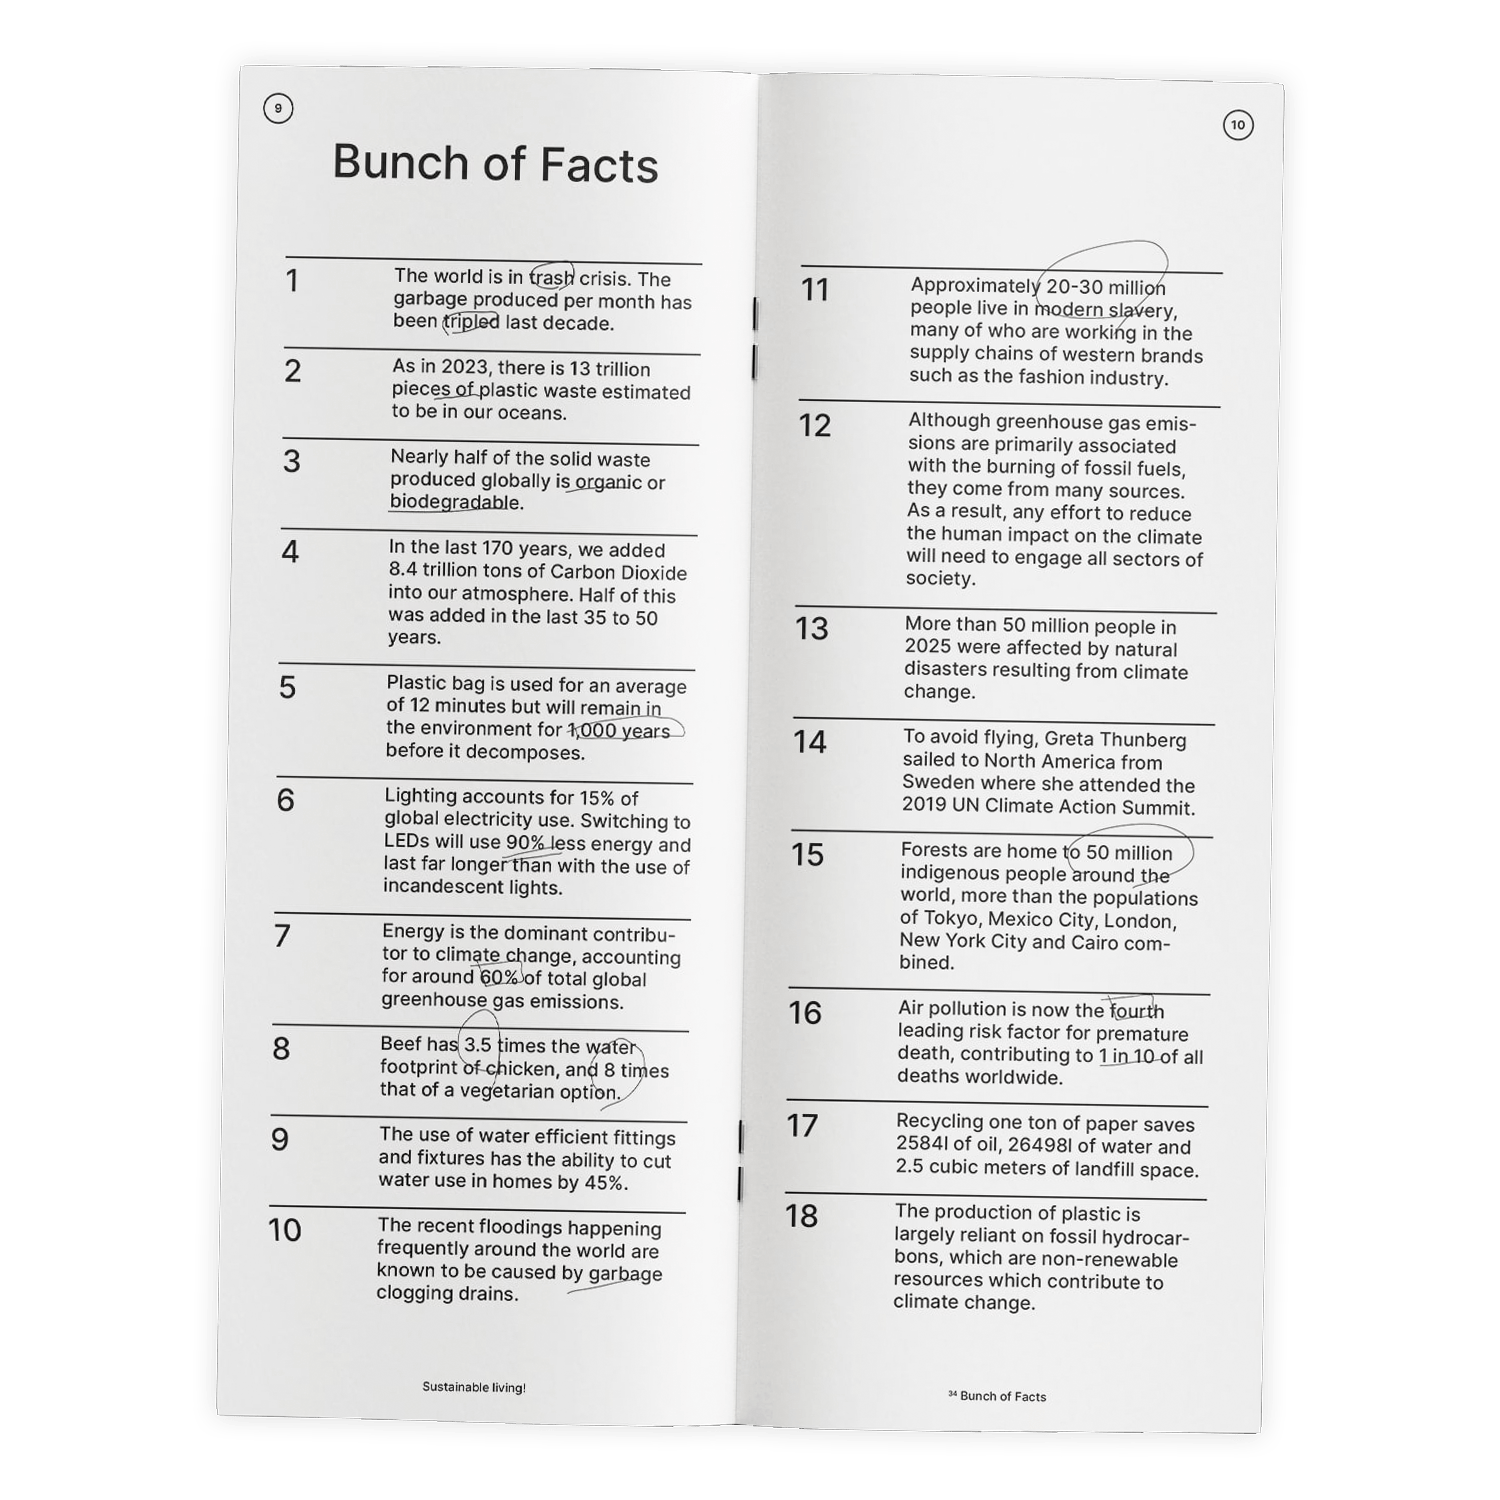 9
Bunch of Facts
1
The world is in trash crisis. The
garbage produced per month has
been tripled last decade.
2
As in 2023, there is 13 trillion
pieces of plastic waste estimated
to be in our oceans.
3
Nearly half of the solid waste
produced globally is organic or
biodegradable.
4
In the last 170 years, we added
8.4 trillion tons of Carbon Dioxide
into our atmosphere. Half of this
was added in the last 35 to 50
years.
5
Plastic bag is used for an average
of 12 minutes but will remain in
the environment for 1,000 years
before it decomposes.
6
Lighting accounts for 15% of
global electricity use. Switching to
LEDs will use 90% less energy and
last far longer than with the use of
incandescent lights.
7
Energy is the dominant contribu-
tor to climate change, accounting
for around 60% of total global
greenhouse gas emissions.
8
Beef has 3.5 times the water
footprint of chicken, and 8 times
that of a vegetarian option.
9
The use of water efficient fittings
and fixtures has the ability to cut
water use in homes by 45%.
10
The recent floodings happening
frequently around the world are
known to be caused by garbage
clogging drains.
Sustainable living!
10
11
Approximately 20-30 million
people live in modern slavery,
many of who are working in the
supply chains of western brands
such as the fashion industry.
12
Although greenhouse gas emis-
sions are primarily associated
with the burning of fossil fuels,
they come from many sources.
As a result, any effort to reduce
the human impact on the climate
will need to engage all sectors of
society.
13
More than 50 million people in
2025 were affected by natural
disasters resulting from climate
change.
14
To avoid flying, Greta Thunberg
sailed to North America from
Sweden where she attended the
2019 UN Climate Action Summit.
15
Forests are home to 50 million
indigenous people around the
world, more than the populations
of Tokyo, Mexico City, London,
New York City and Cairo com-
bined.
16
Air pollution is now the fourth
leading risk factor for premature
death, contributing to 1 in 10 of all
deaths worldwide.
17
Recycling one ton of paper saves
2584l of oil, 26498l of water and
2.5 cubic meters of landfill space.
18
The production of plastic is
largely reliant on fossil hydrocar-
bons, which are non-renewable
resources which contribute to
climate change.
34 Bunch of Facts